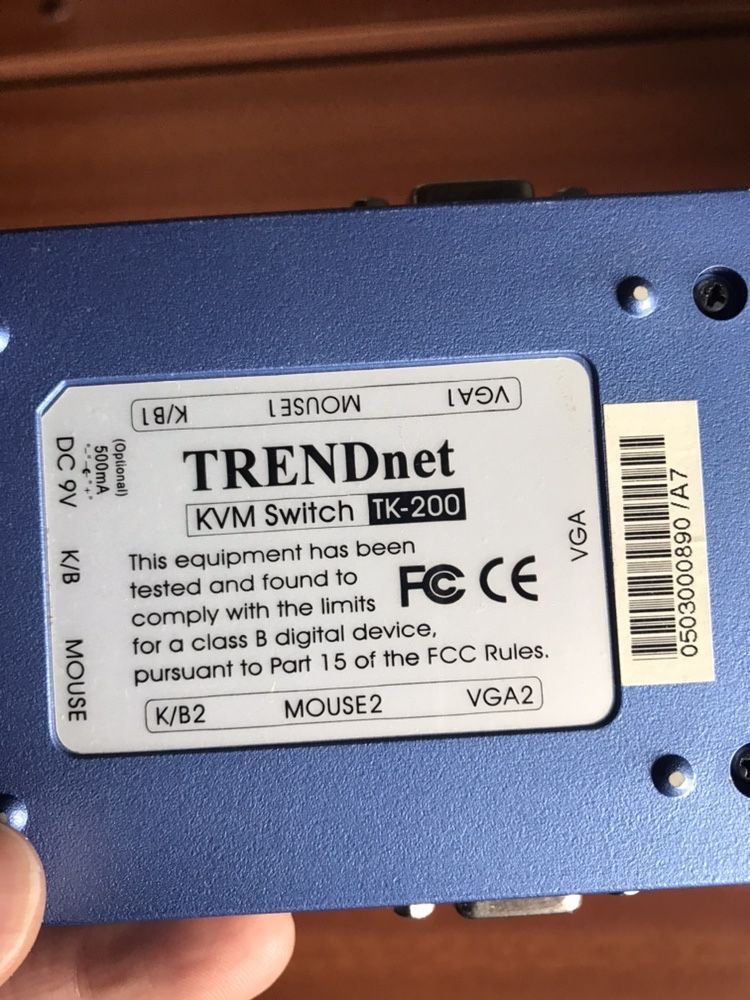 K/B1 MOUSE1 VGA1
TRENDnet
KVM Switch TK-200
This equipment has been
tested and found to
comply with the limits
for a class B digital device,
pursuant to Part 15 of the FCC Rules.
FC CE
K/B2 MOUSE2 VGA2
(Optional)
500mA
"-" "+"
DC 9V K/B MOUSE
VGA
0503000890 /A7